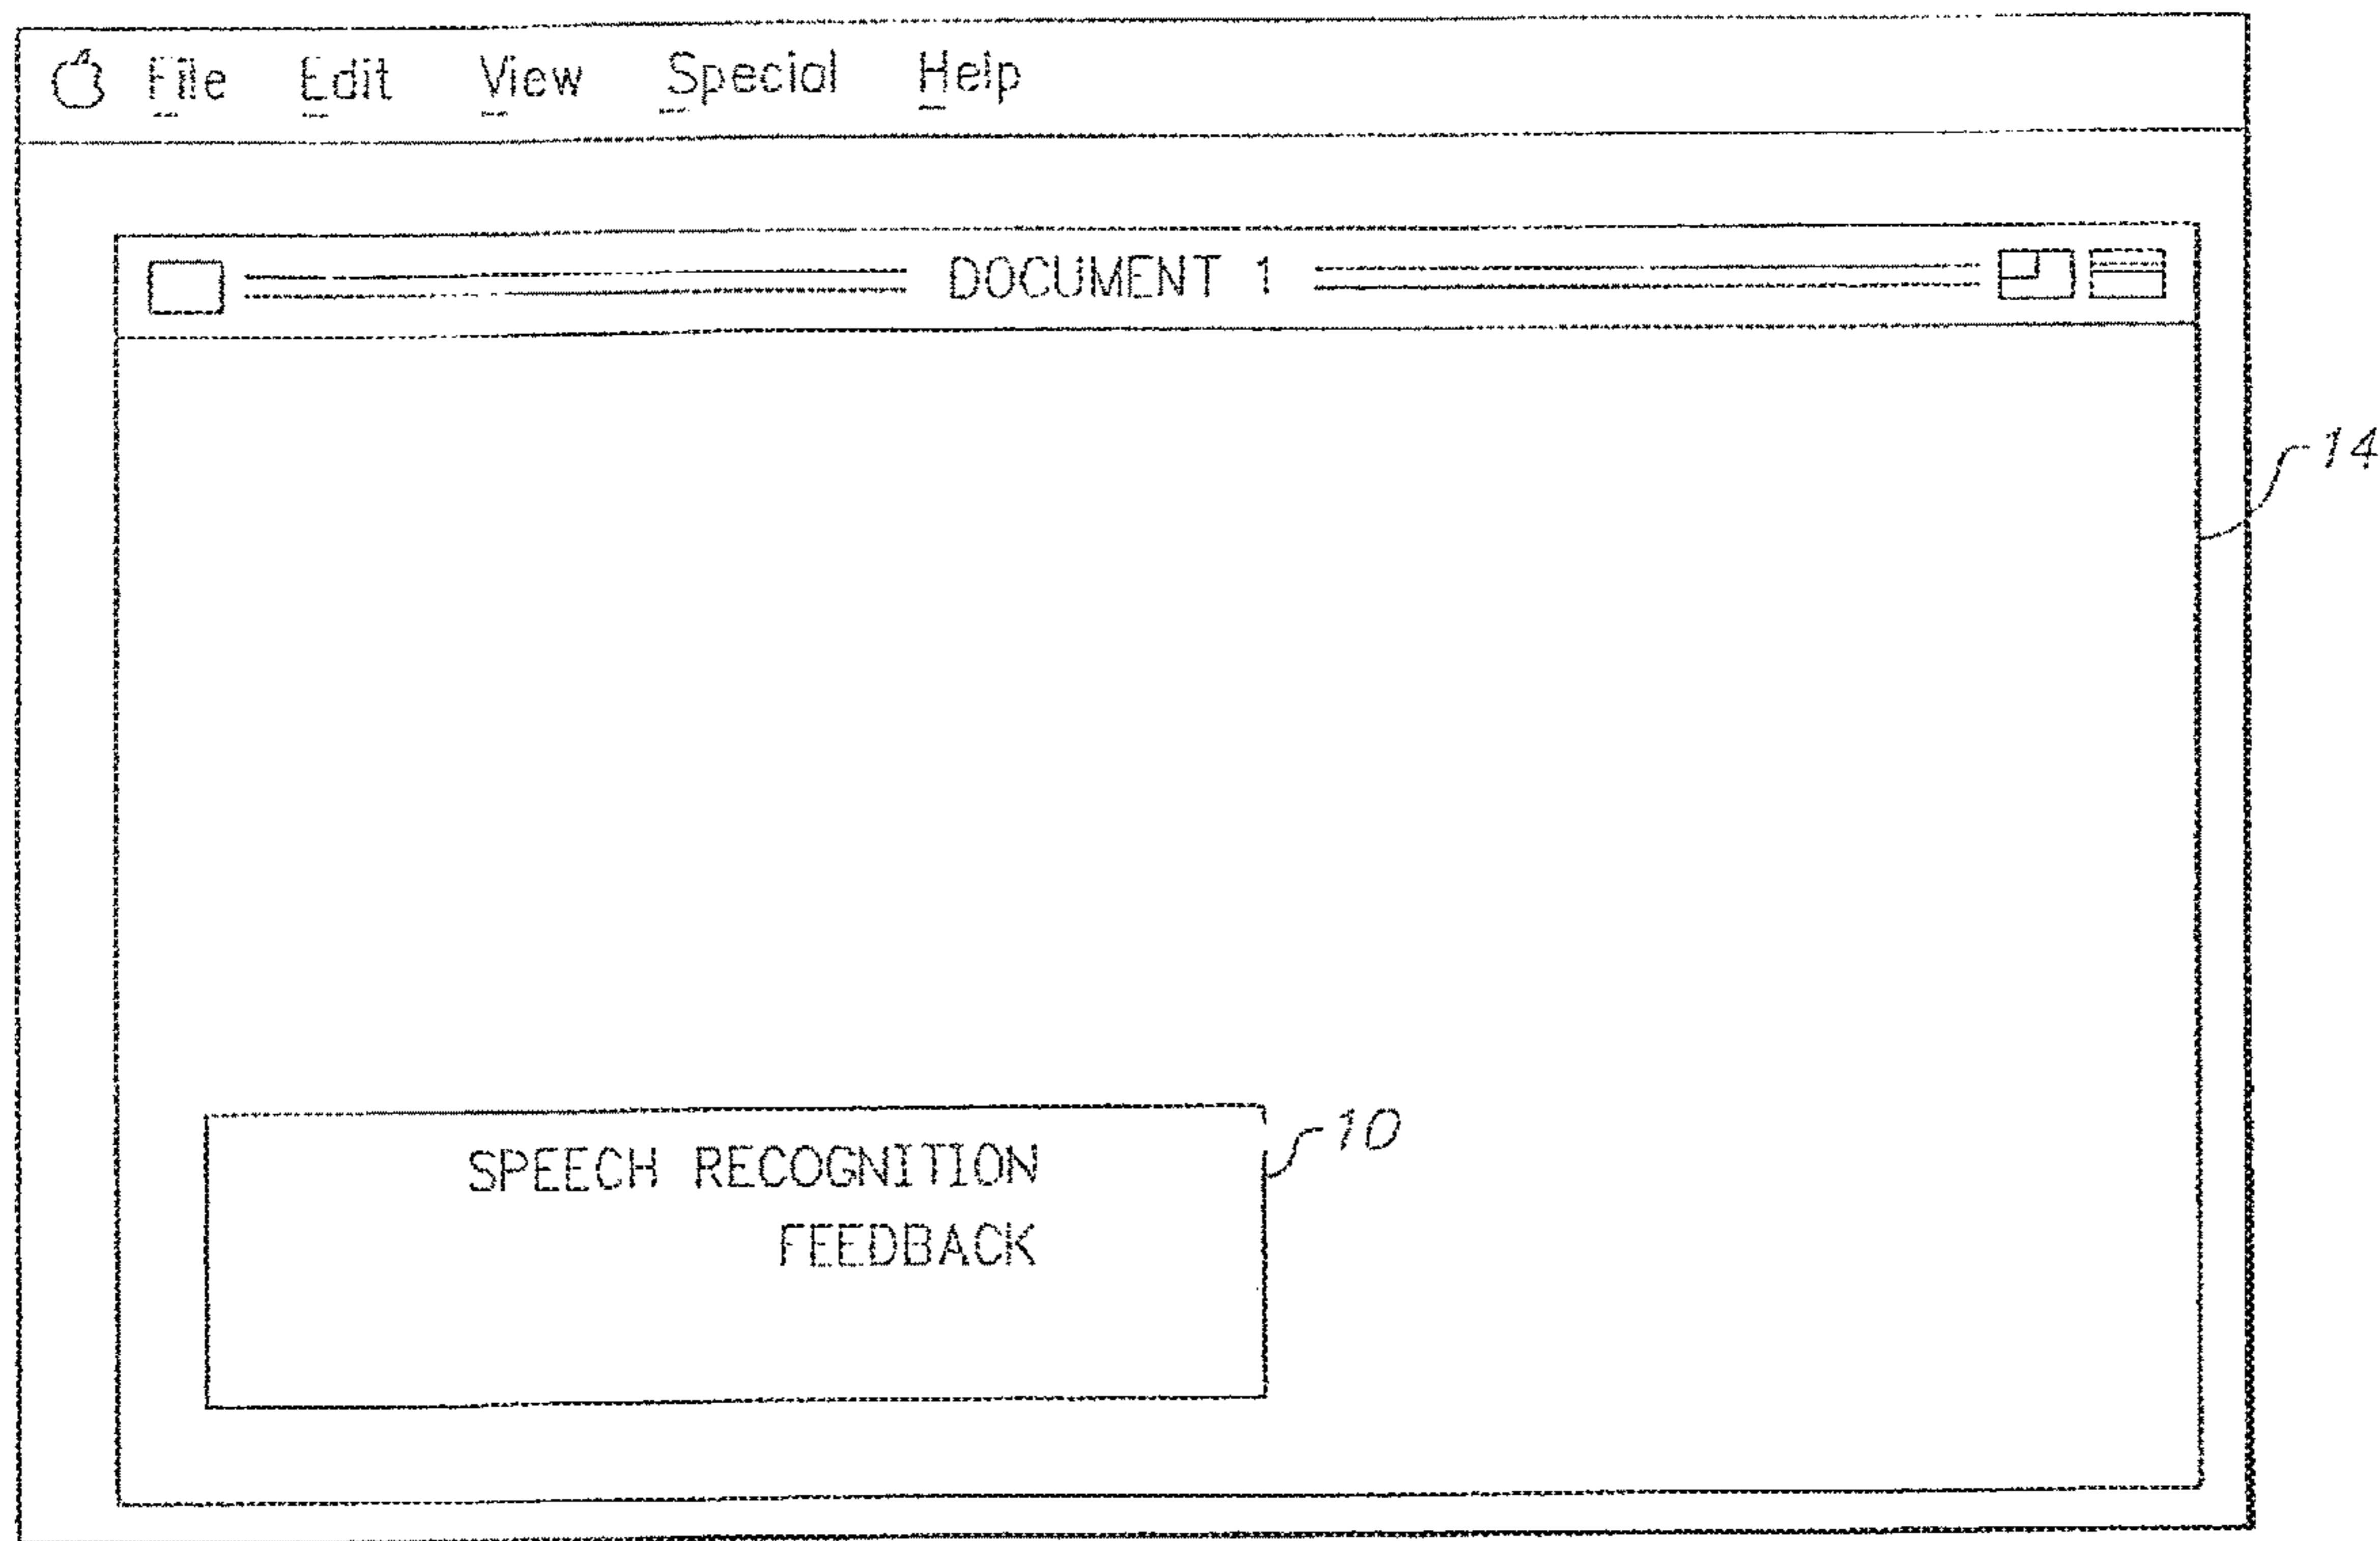 File Edit View Special Help
DOCUMENT 1
14
SPEECH RECOGNITION
FEEDBACK
10